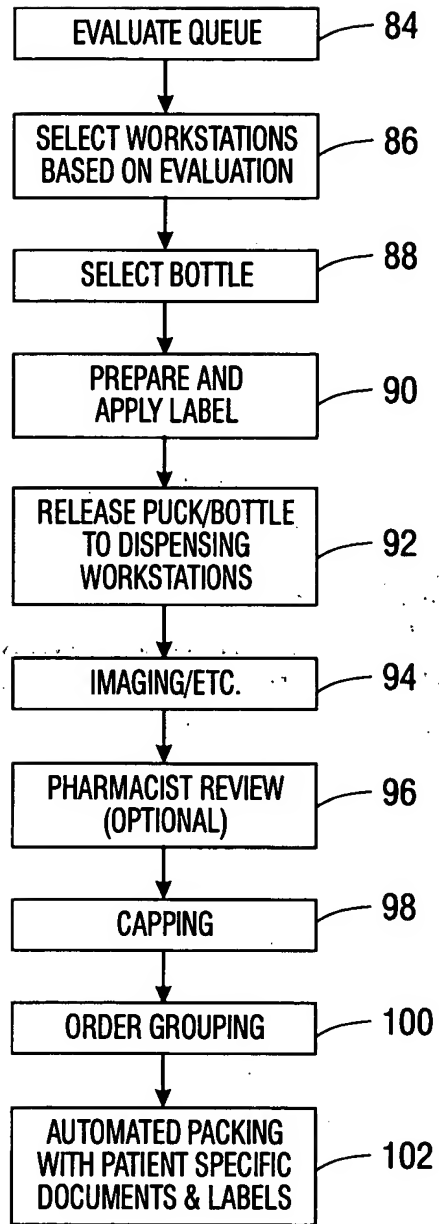 EVALUATE QUEUE
84
SELECT WORKSTATIONS
BASED ON EVALUATION
86
SELECT BOTTLE
88
PREPARE AND
APPLY LABEL
90
RELEASE PUCK/BOTTLE
TO DISPENSING
WORKSTATIONS
92
IMAGING/ETC.
94
PHARMACIST REVIEW
(OPTIONAL)
96
CAPPING
98
ORDER GROUPING
100
AUTOMATED PACKING
WITH PATIENT SPECIFIC
DOCUMENTS & LABELS
102